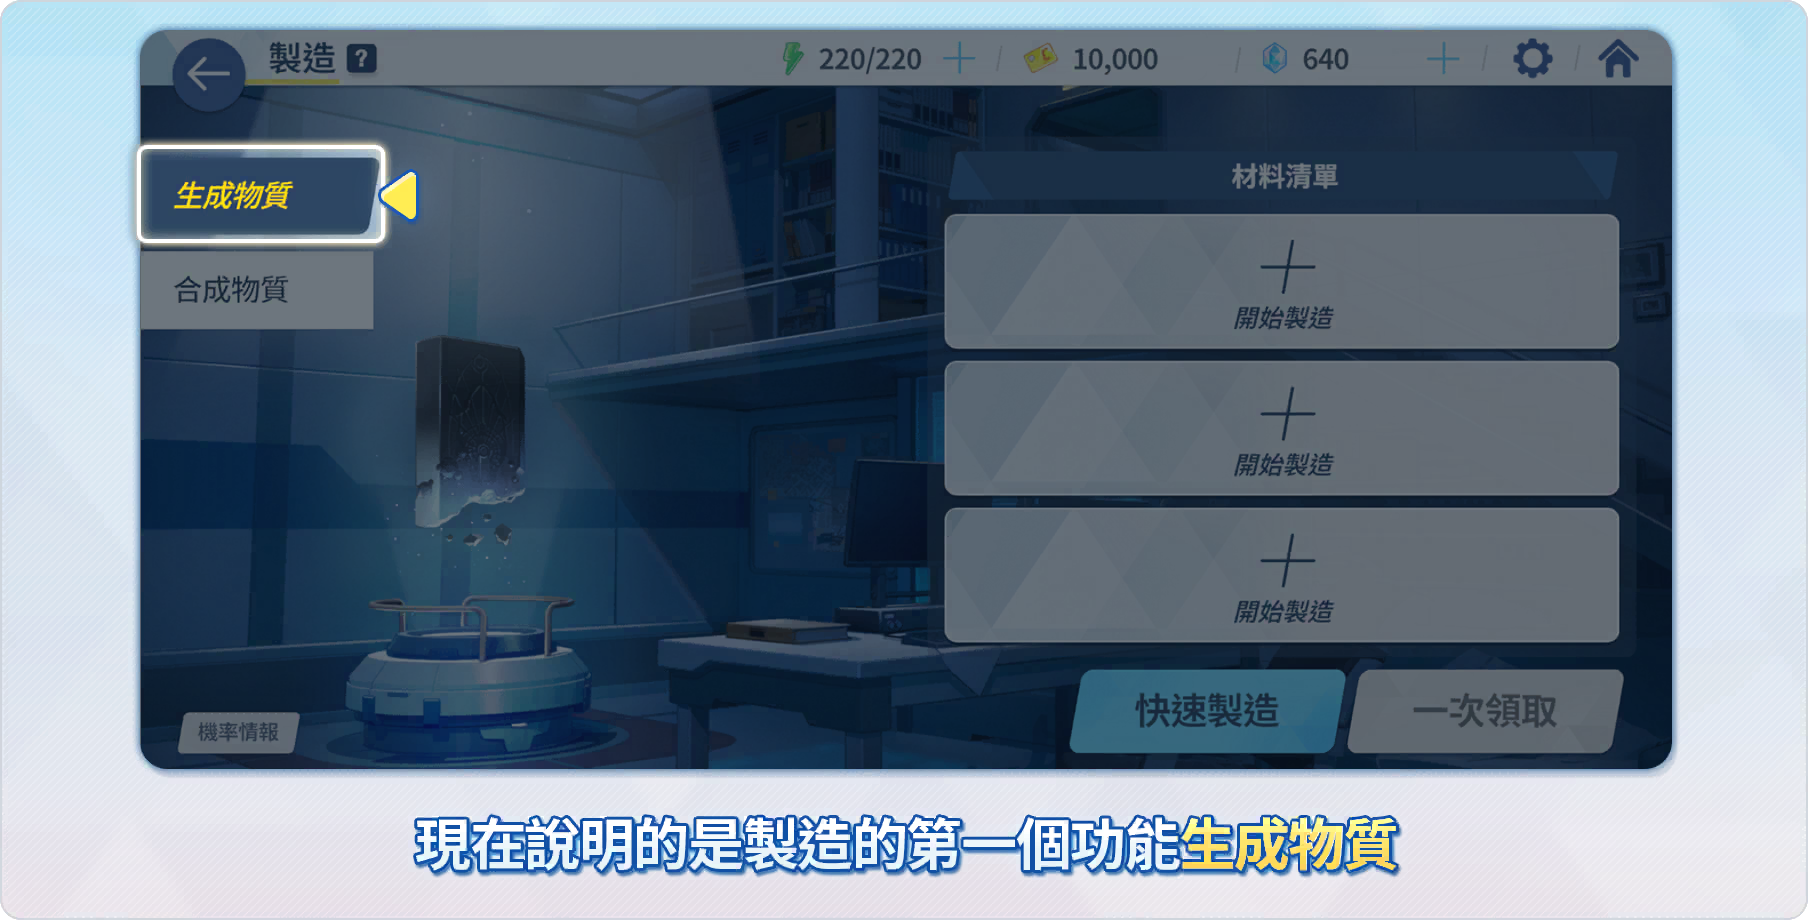 製造 ?
220/220
10,000
640
生成物質
合成物質
材料清單
開始製造
開始製造
開始製造
快速製造
一次領取
機率情報
現在說明的是製造的第一個功能生成物質